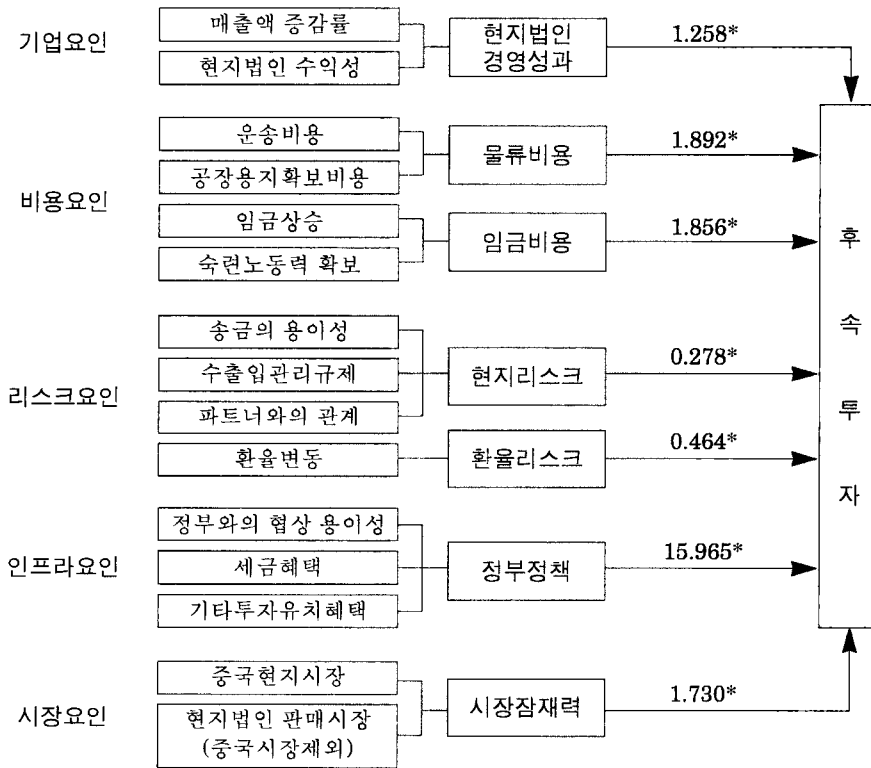 기업요인
매출액 증감률
현지법인 수익성
현지법인
경영성과
1.258*
비용요인
운송비용
공장용지확보비용
물류비용
1.892*
임금상승
숙련노동력 확보
임금비용
1.856*
리스크요인
송금의 용이성
수출입관리규제
파트너와의 관계
현지리스크
0.278*
환율변동
환율리스크
0.464*
인프라요인
정부와의 협상 용이성
세금혜택
기타투자유치혜택
정부정책
15.965*
시장요인
중국현지시장
현지법인 판매시장
(중국시장제외)
시장잠재력
1.730*
후
속
투
자